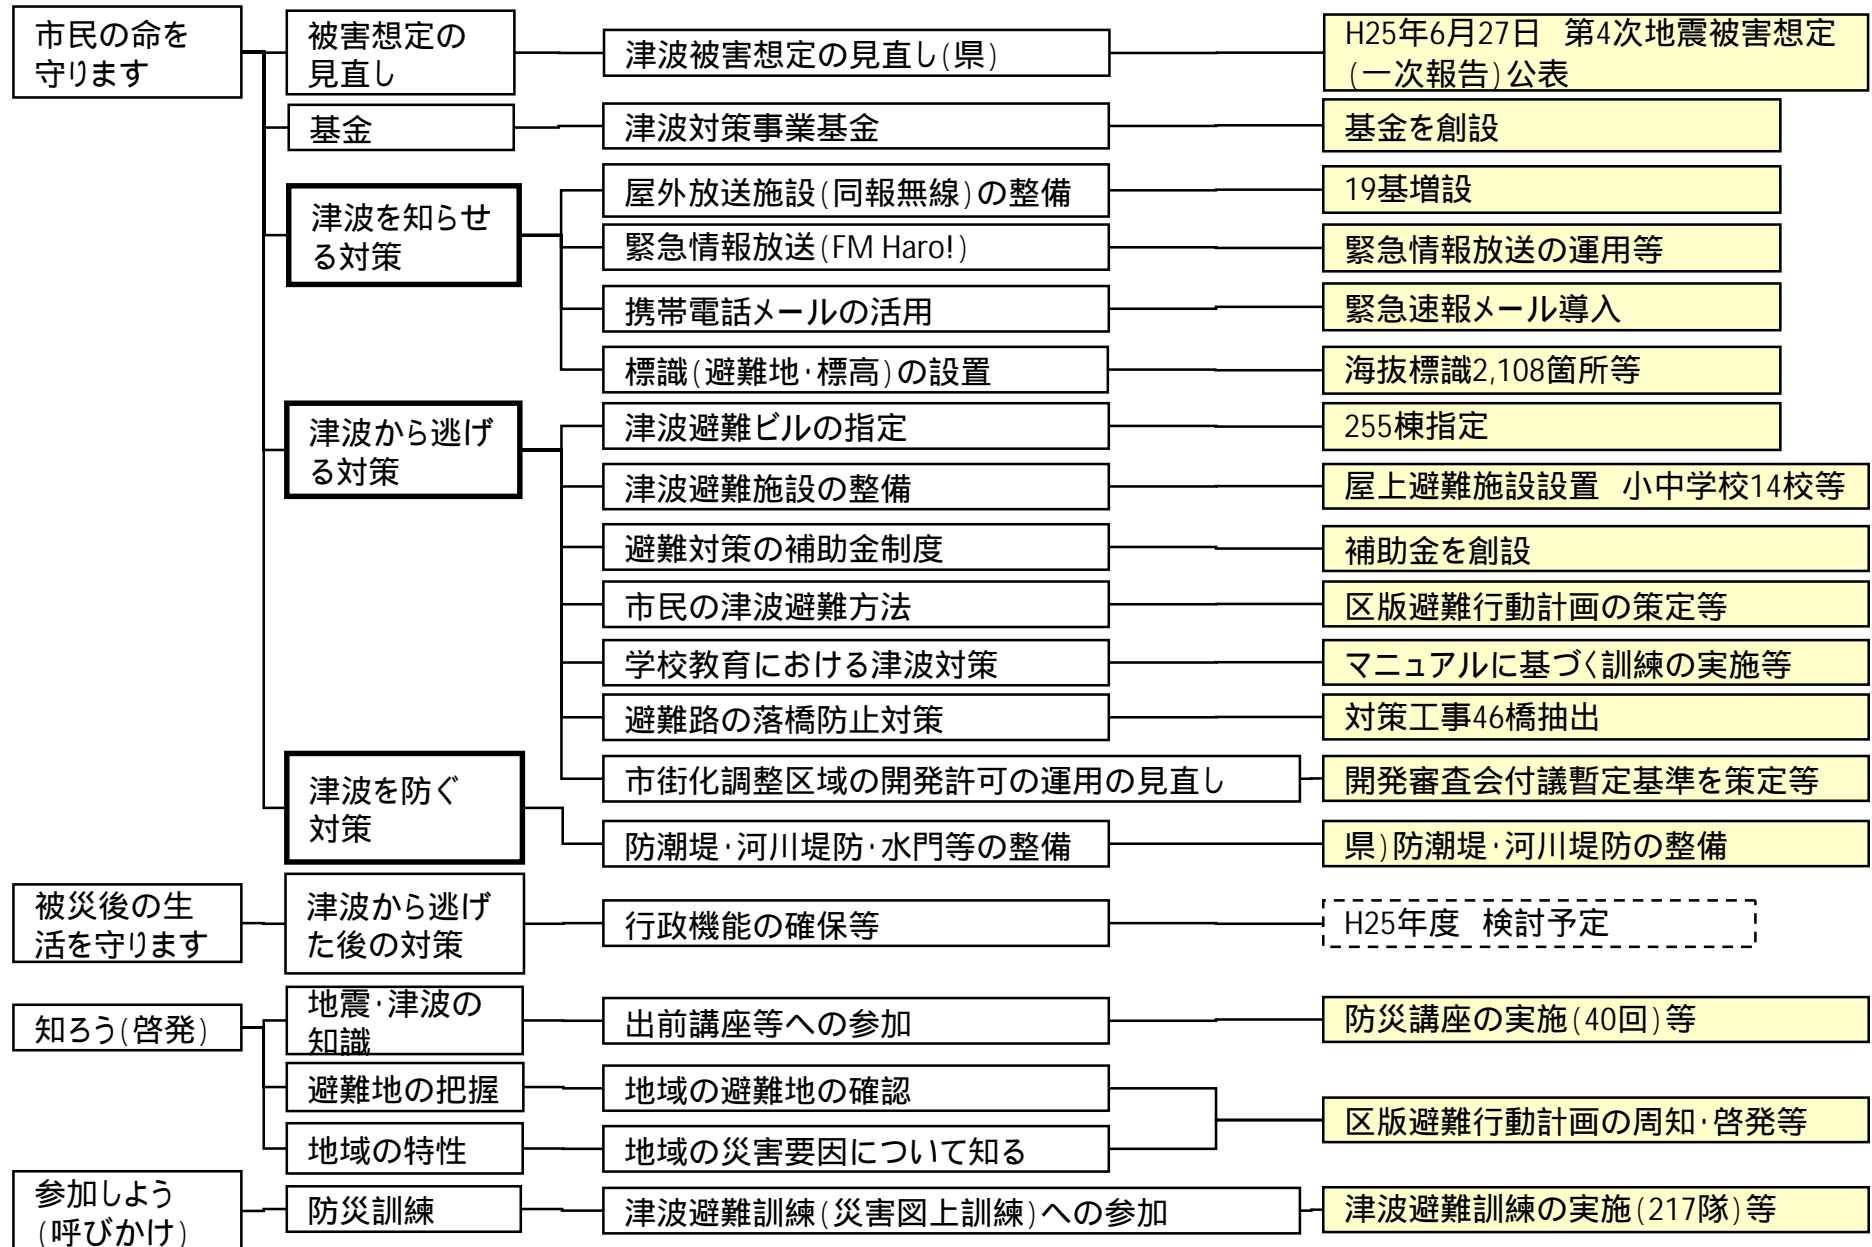 市民の命を
守ります
被害想定の
見直し
津波被害想定の見直し(県)
H25年6月27日 第4次地震被害想定
(一次報告)公表
基金
津波対策事業基金
基金を創設
津波を知らせ
る対策
屋外放送施設(同報無線)の整備
19基増設
緊急情報放送(FM Haro!)
緊急情報放送の運用等
携帯電話メールの活用
緊急速報メール導入
標識(避難地・標高)の設置
海抜標識2,108箇所等
津波から逃げ
る対策
津波避難ビルの指定
255棟指定
津波避難施設の整備
屋上避難施設設置 小中学校14校等
避難対策の補助金制度
補助金を創設
市民の津波避難方法
区版避難行動計画の策定等
学校教育における津波対策
マニュアルに基づく訓練の実施等
避難路の落橋防止対策
対策工事46橋抽出
市街化調整区域の開発許可の運用の見直し
開発審査会付議暫定基準を策定等
津波を防ぐ
対策
防潮堤・河川堤防・水門等の整備
県)防潮堤・河川堤防の整備
被災後の生
活を守ります
津波から逃げ
た後の対策
行政機能の確保等
H25年度 検討予定
知ろう(啓発)
地震・津波の
知識
出前講座等への参加
防災講座の実施(40回)等
避難地の把握
地域の避難地の確認
区版避難行動計画の周知・啓発等
地域の特性
地域の災害要因について知る
参加しよう
(呼びかけ)
防災訓練
津波避難訓練(災害図上訓練)への参加
津波避難訓練の実施(217隊)等